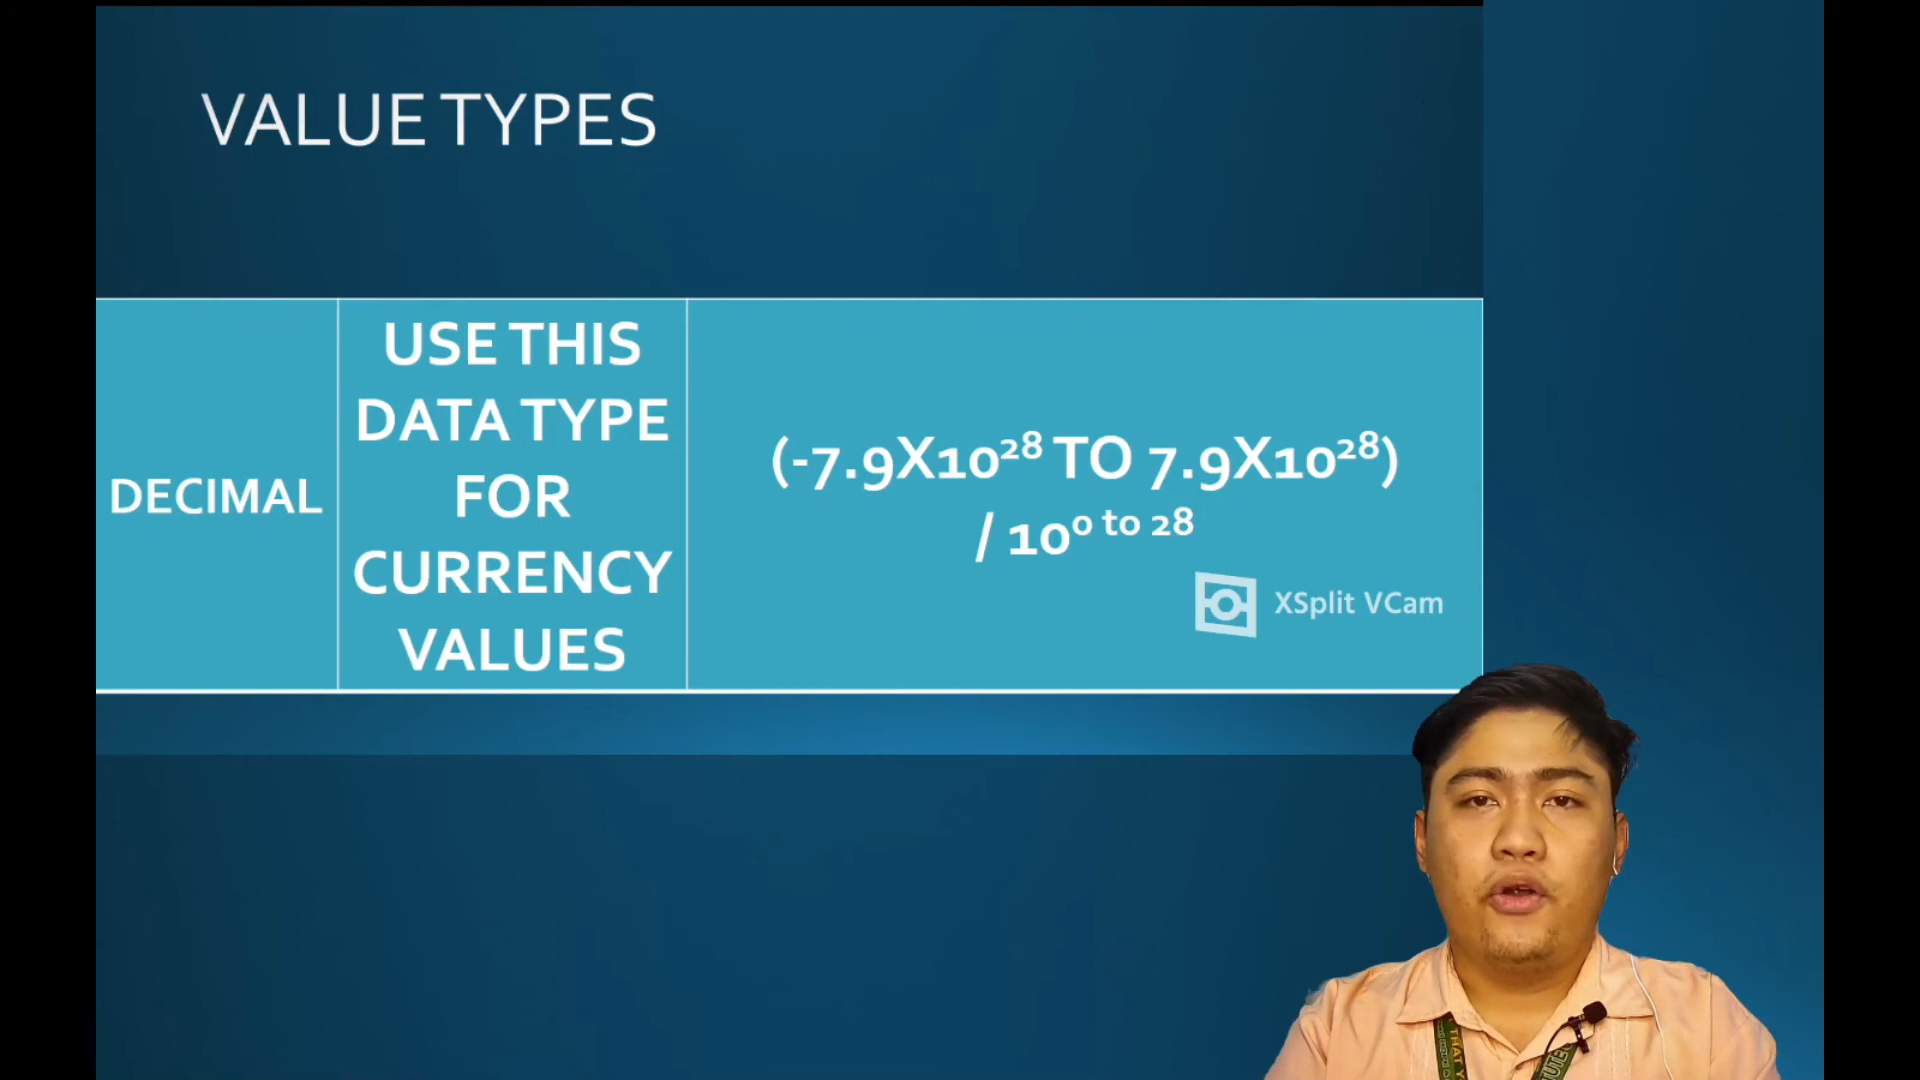 VALUE TYPES
DECIMAL
USE THIS
DATA TYPE
FOR
CURRENCY
VALUES
(-7.9X10²⁸ TO 7.9X10²⁸)
/ 10⁰ ᵗᵒ ²⁸
XSplit VCam
THAT Y